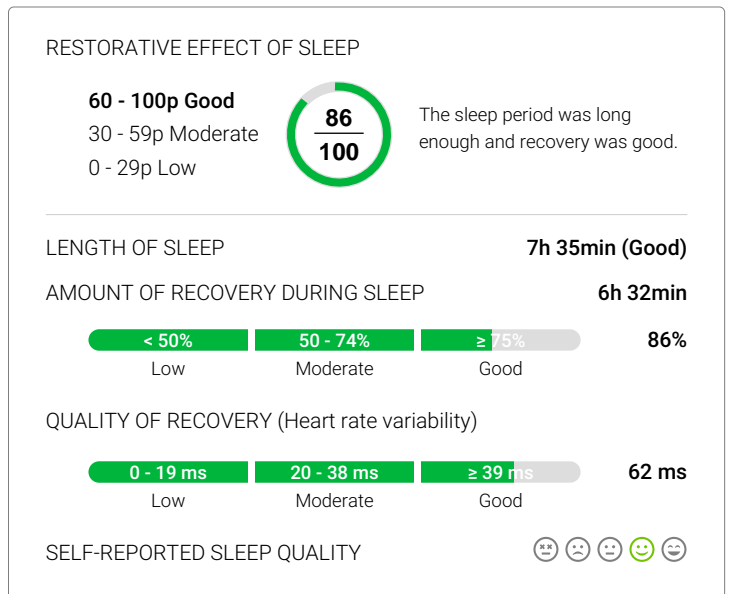 RESTORATIVE EFFECT OF SLEEP
60 - 100p Good
30 - 59p Moderate
0 - 29p Low
86
100
The sleep period was long
enough and recovery was good.
LENGTH OF SLEEP 7h 35min (Good)
AMOUNT OF RECOVERY DURING SLEEP 6h 32min
< 50% 50 - 74% ≥ 75% 86%
Low Moderate Good
QUALITY OF RECOVERY (Heart rate variability)
0 - 19 ms 20 - 38 ms ≥ 39 ms 62 ms
Low Moderate Good
SELF-REPORTED SLEEP QUALITY